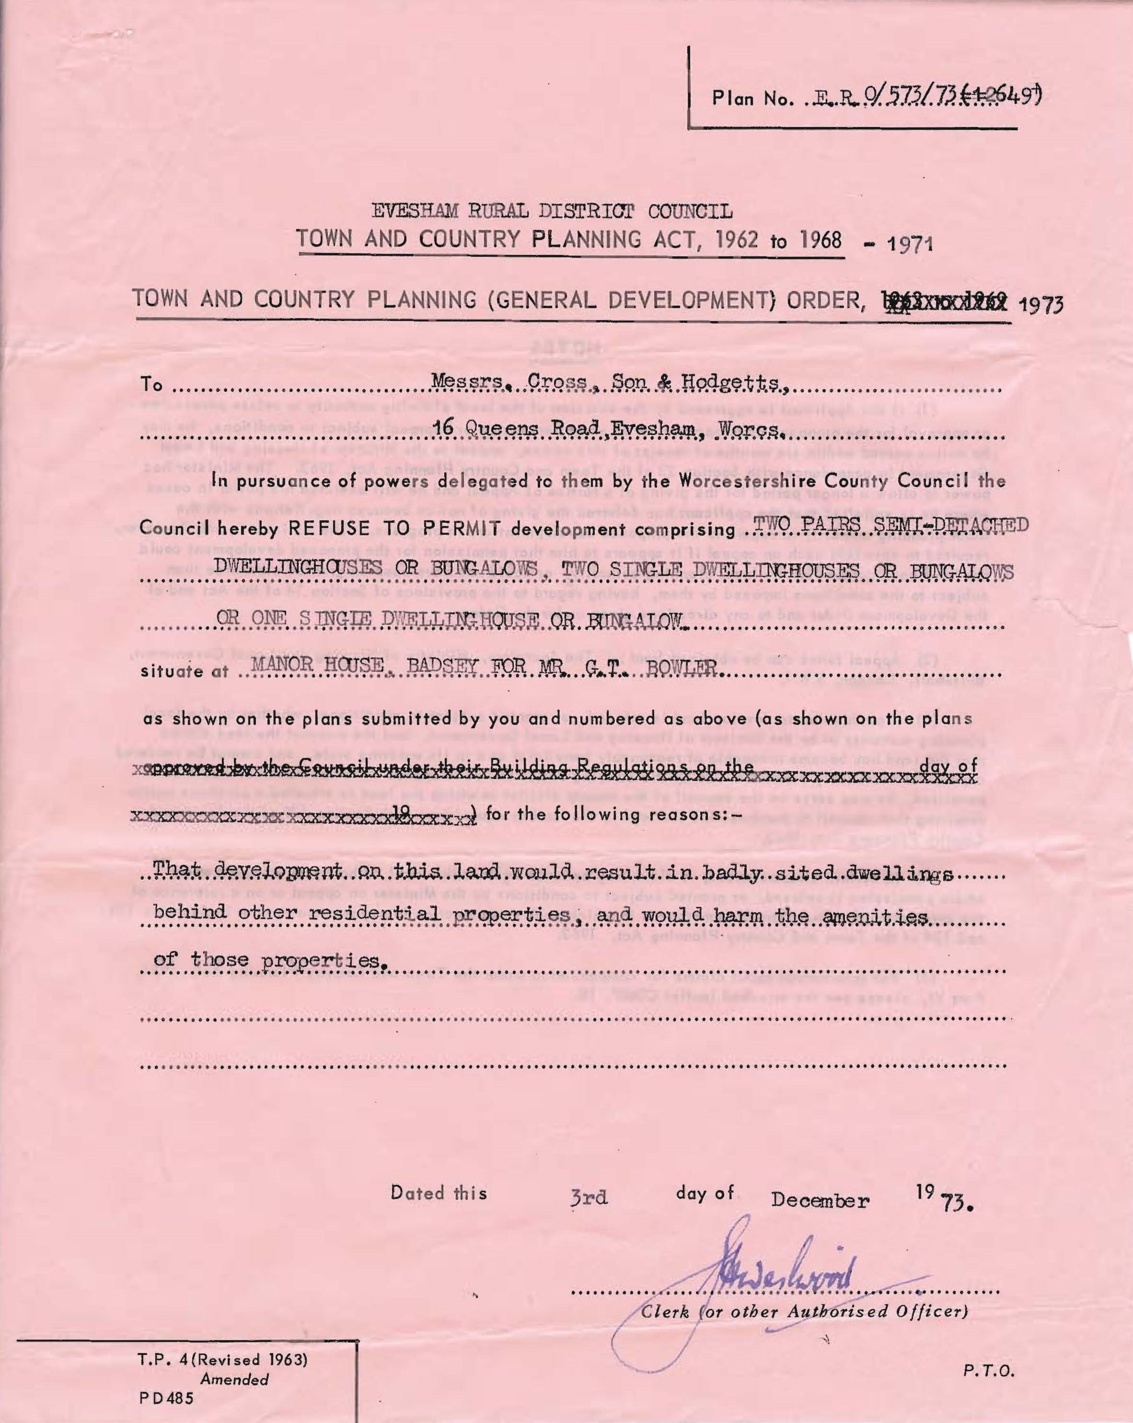 Plan No. E.R.O/573/73
EVESHAM RURAL DISTRICT COUNCIL
TOWN AND COUNTRY PLANNING ACT, 1962 to 1968 - 1971
TOWN AND COUNTRY PLANNING (GENERAL DEVELOPMENT) ORDER, 1973
To Messrs. Cross, Son & Hodgetts,
16 Queens Road, Evesham, Worcs.
In pursuance of powers delegated to them by the Worcestershire County Council the
Council hereby REFUSE TO PERMIT development comprising TWO PAIRS SEMI-DETACHED
DWELLINGHOUSES OR BUNGALOWS, TWO SINGLE DWELLINGHOUSES OR BUNGALOWS
OR ONE SINGLE DWELLINGHOUSE OR BUNGALOW.
situate at MANOR HOUSE, BADSEY FOR MR. G.T. BOWLER
as shown on the plans submitted by you and numbered as above (as shown on the plans
approved by the Council under their Building Regulations on the day of
19 ) for the following reasons:-
That development on this land would result in badly sited dwellings
behind other residential properties, and would harm the amenities
of those properties.
Dated this 3rd day of December 1973.
Clerk (or other Authorised Officer)
T.P. 4 (Revised 1963)
Amended
PD485
P.T.O.